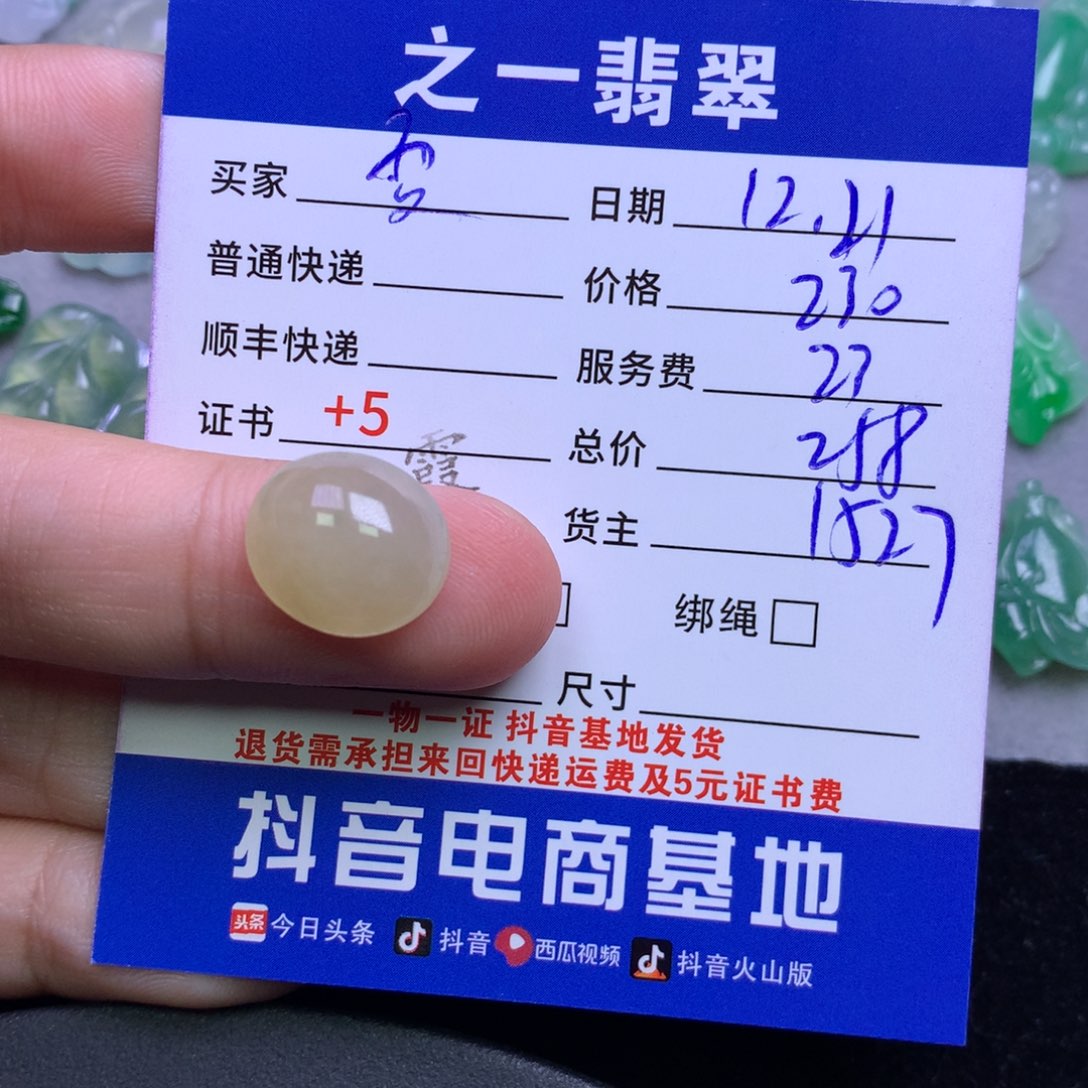 之一翡翠
买家 日期 12.21
普通快递 价格 230
顺丰快递 服务费 23
证书 +5 总价 258
霞
货主 1827
绑绳
尺寸
一物一证 抖音基地发货
退货需承担来回快递运费及5元证书费
抖音电商基地
头条 今日头条 抖音 西瓜视频 抖音火山版